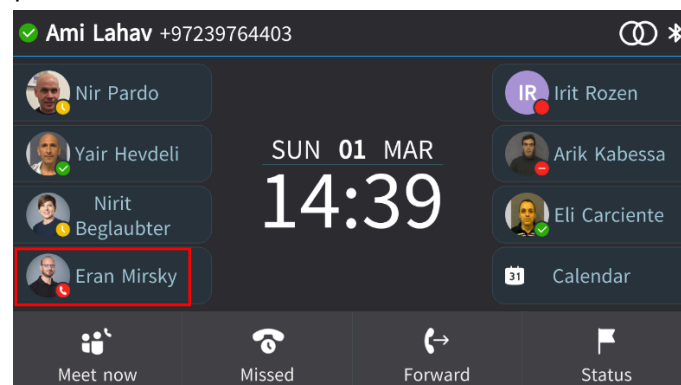 Ami Lahav +97239764403
Nir Pardo
Yair Hevdeli
Nirit
Beglaubter
Eran Mirsky
SUN 01 MAR
14:39
IR Irit Rozen
Arik Kabessa
Eli Carciente
31 Calendar
Meet now
Missed
Forward
Status